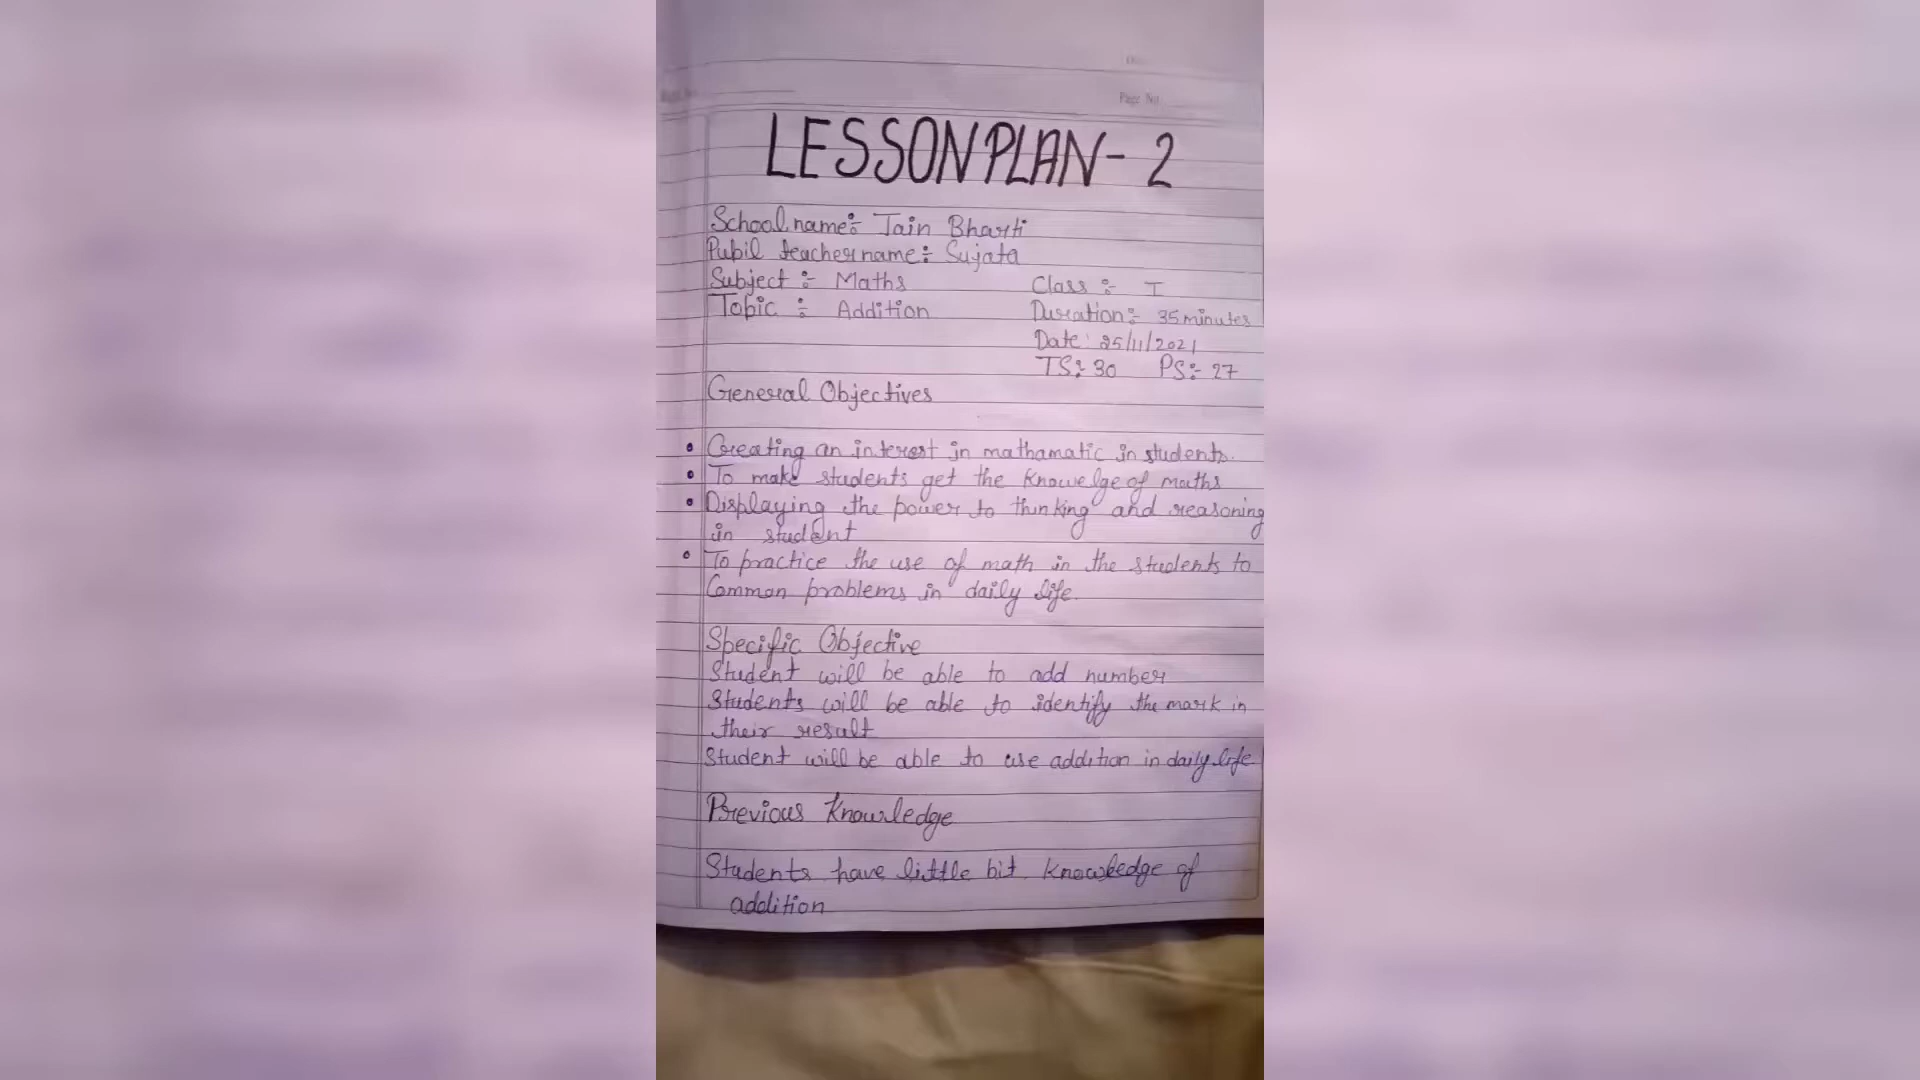 Page No.
LESSON PLAN - 2
School name :- Jain Bharti
Pupil teacher name :- Sujata
Subject :- Maths Class :- I
Topic :- Addition Duration :- 35 minutes
Date : 25/11/2021
TS :- 30 PS :- 27
General Objectives
• Creating an interest in mathamatic in students.
• To make students get the Knowelge of maths
• Displaying the power to thinking and reasoning
in student
• To practice the use of math in the students to
Common problems in daily life.
Specific Objective
Student will be able to add number
Students will be able to identify the mark in
their result
Student will be able to use addition in daily life
Previous Knowledge
Students have little bit Knowledge of
addition